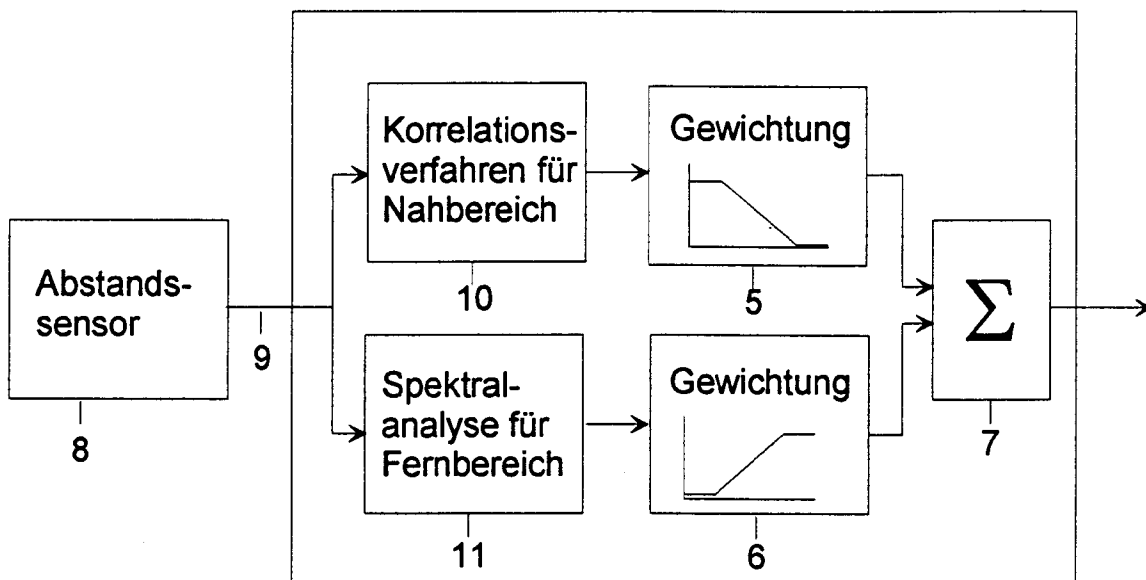 Korrelations-
verfahren für
Nahbereich
10
Gewichtung
5
Abstands-
sensor
8
9
Spektral-
analyse für
Fernbereich
11
Gewichtung
6
Σ
7